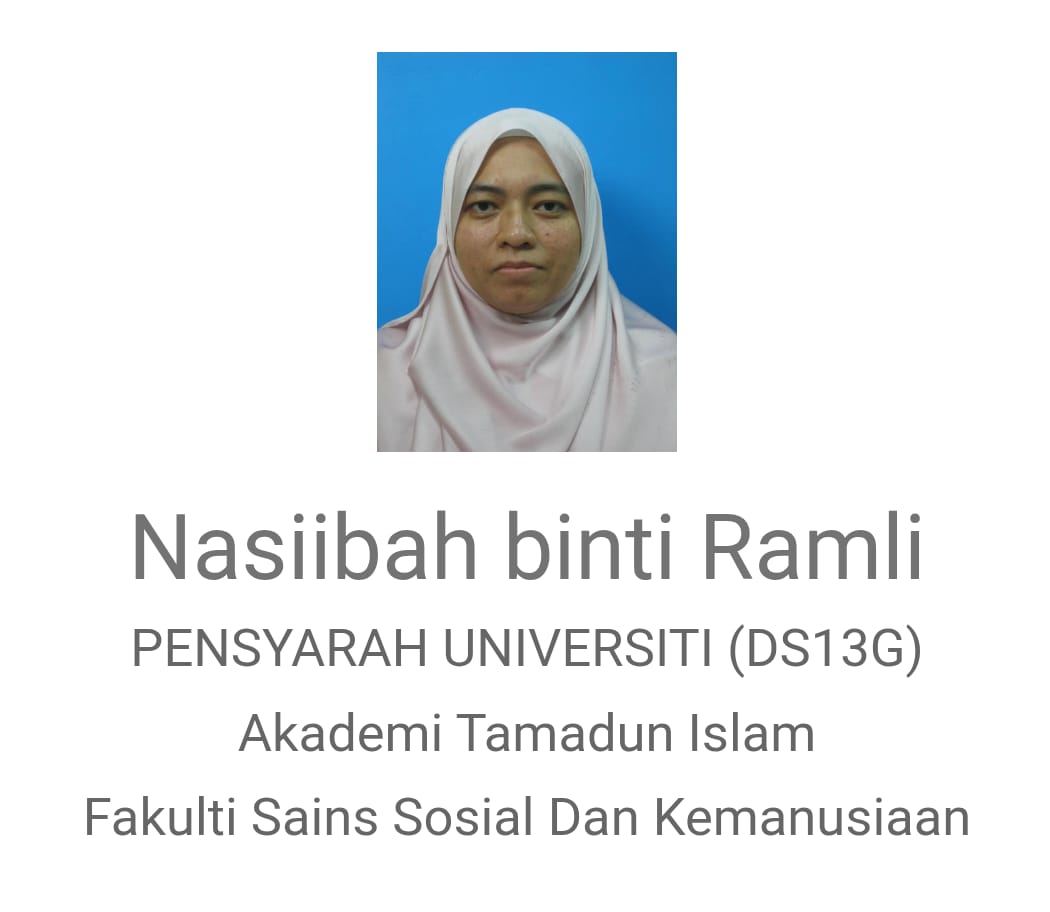 Nasiibah binti Ramli
PENSYARAH UNIVERSITI (DS13G)
Akademi Tamadun Islam
Fakulti Sains Sosial Dan Kemanusiaan